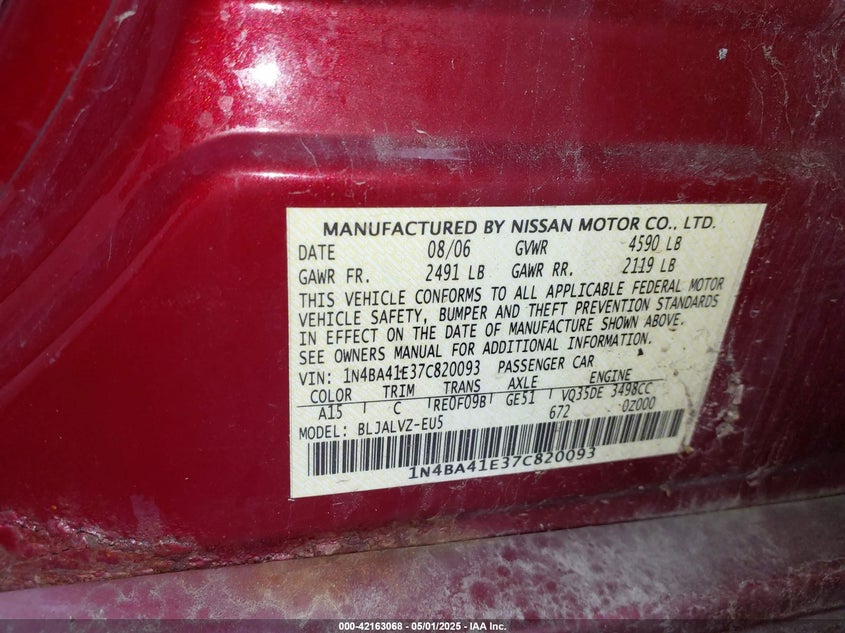 MANUFACTURED BY NISSAN MOTOR CO., LTD.
DATE 08/06 GVWR 4590 LB
GAWR FR. 2491 LB GAWR RR. 2119 LB
THIS VEHICLE CONFORMS TO ALL APPLICABLE FEDERAL MOTOR
VEHICLE SAFETY, BUMPER AND THEFT PREVENTION STANDARDS
IN EFFECT ON THE DATE OF MANUFACTURE SHOWN ABOVE.
SEE OWNERS MANUAL FOR ADDITIONAL INFORMATION.
VIN: 1N4BA41E37C820093 PASSENGER CAR
COLOR TRIM TRANS AXLE ENGINE
A15 C RE0F09B GE51 VQ35DE 3498CC
MODEL: BLJALVZ-EU5 672 0Z000
1N4BA41E37C820093
000-42163068 - 05/01/2025 - IAA Inc.